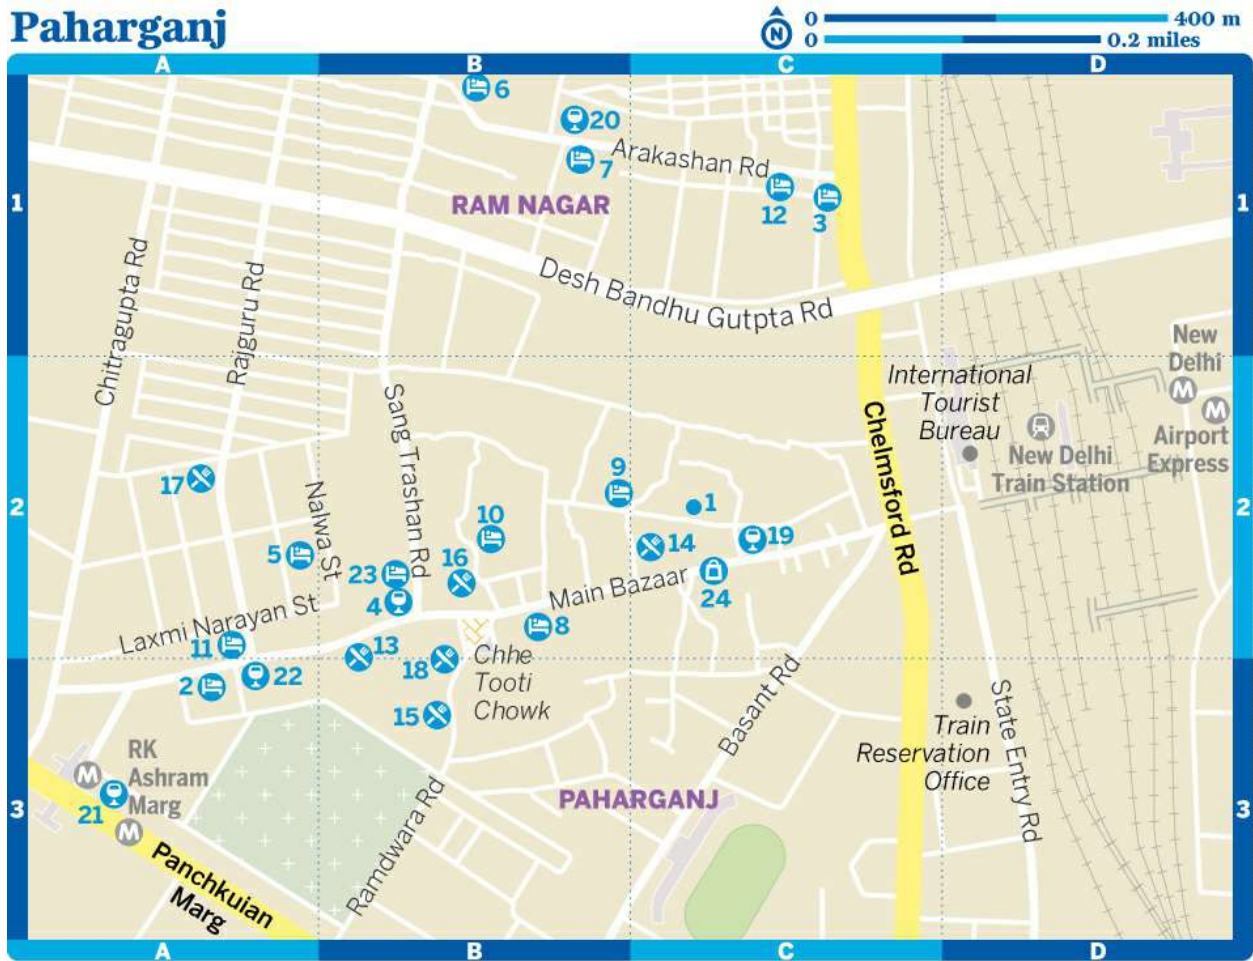 Paharganj
N
0 400 m
0 0.2 miles
A B C D
1
1
2
2
3
3
6
20
7
Arakashan Rd
12
3
RAM NAGAR
Desh Bandhu Gutpta Rd
Chitragupta Rd
Rajguru Rd
New
Delhi
M
M
Airport
Express
International
Tourist
Bureau
New Delhi
Train Station
Sang Trashan Rd
Chelmsford Rd
17
Nalwa St
9
1
10
5
23
16
14
19
4
Main Bazaar
24
Laxmi Narayan St
11
8
13
18
Chhe
Tooti
Chowk
2
22
15
Basant Rd
State Entry Rd
Train
Reservation
Office
RK
Ashram
Marg
M
21
M
PAHARGANJ
Ramdwara Rd
Panchkuian
Marg
A B C D